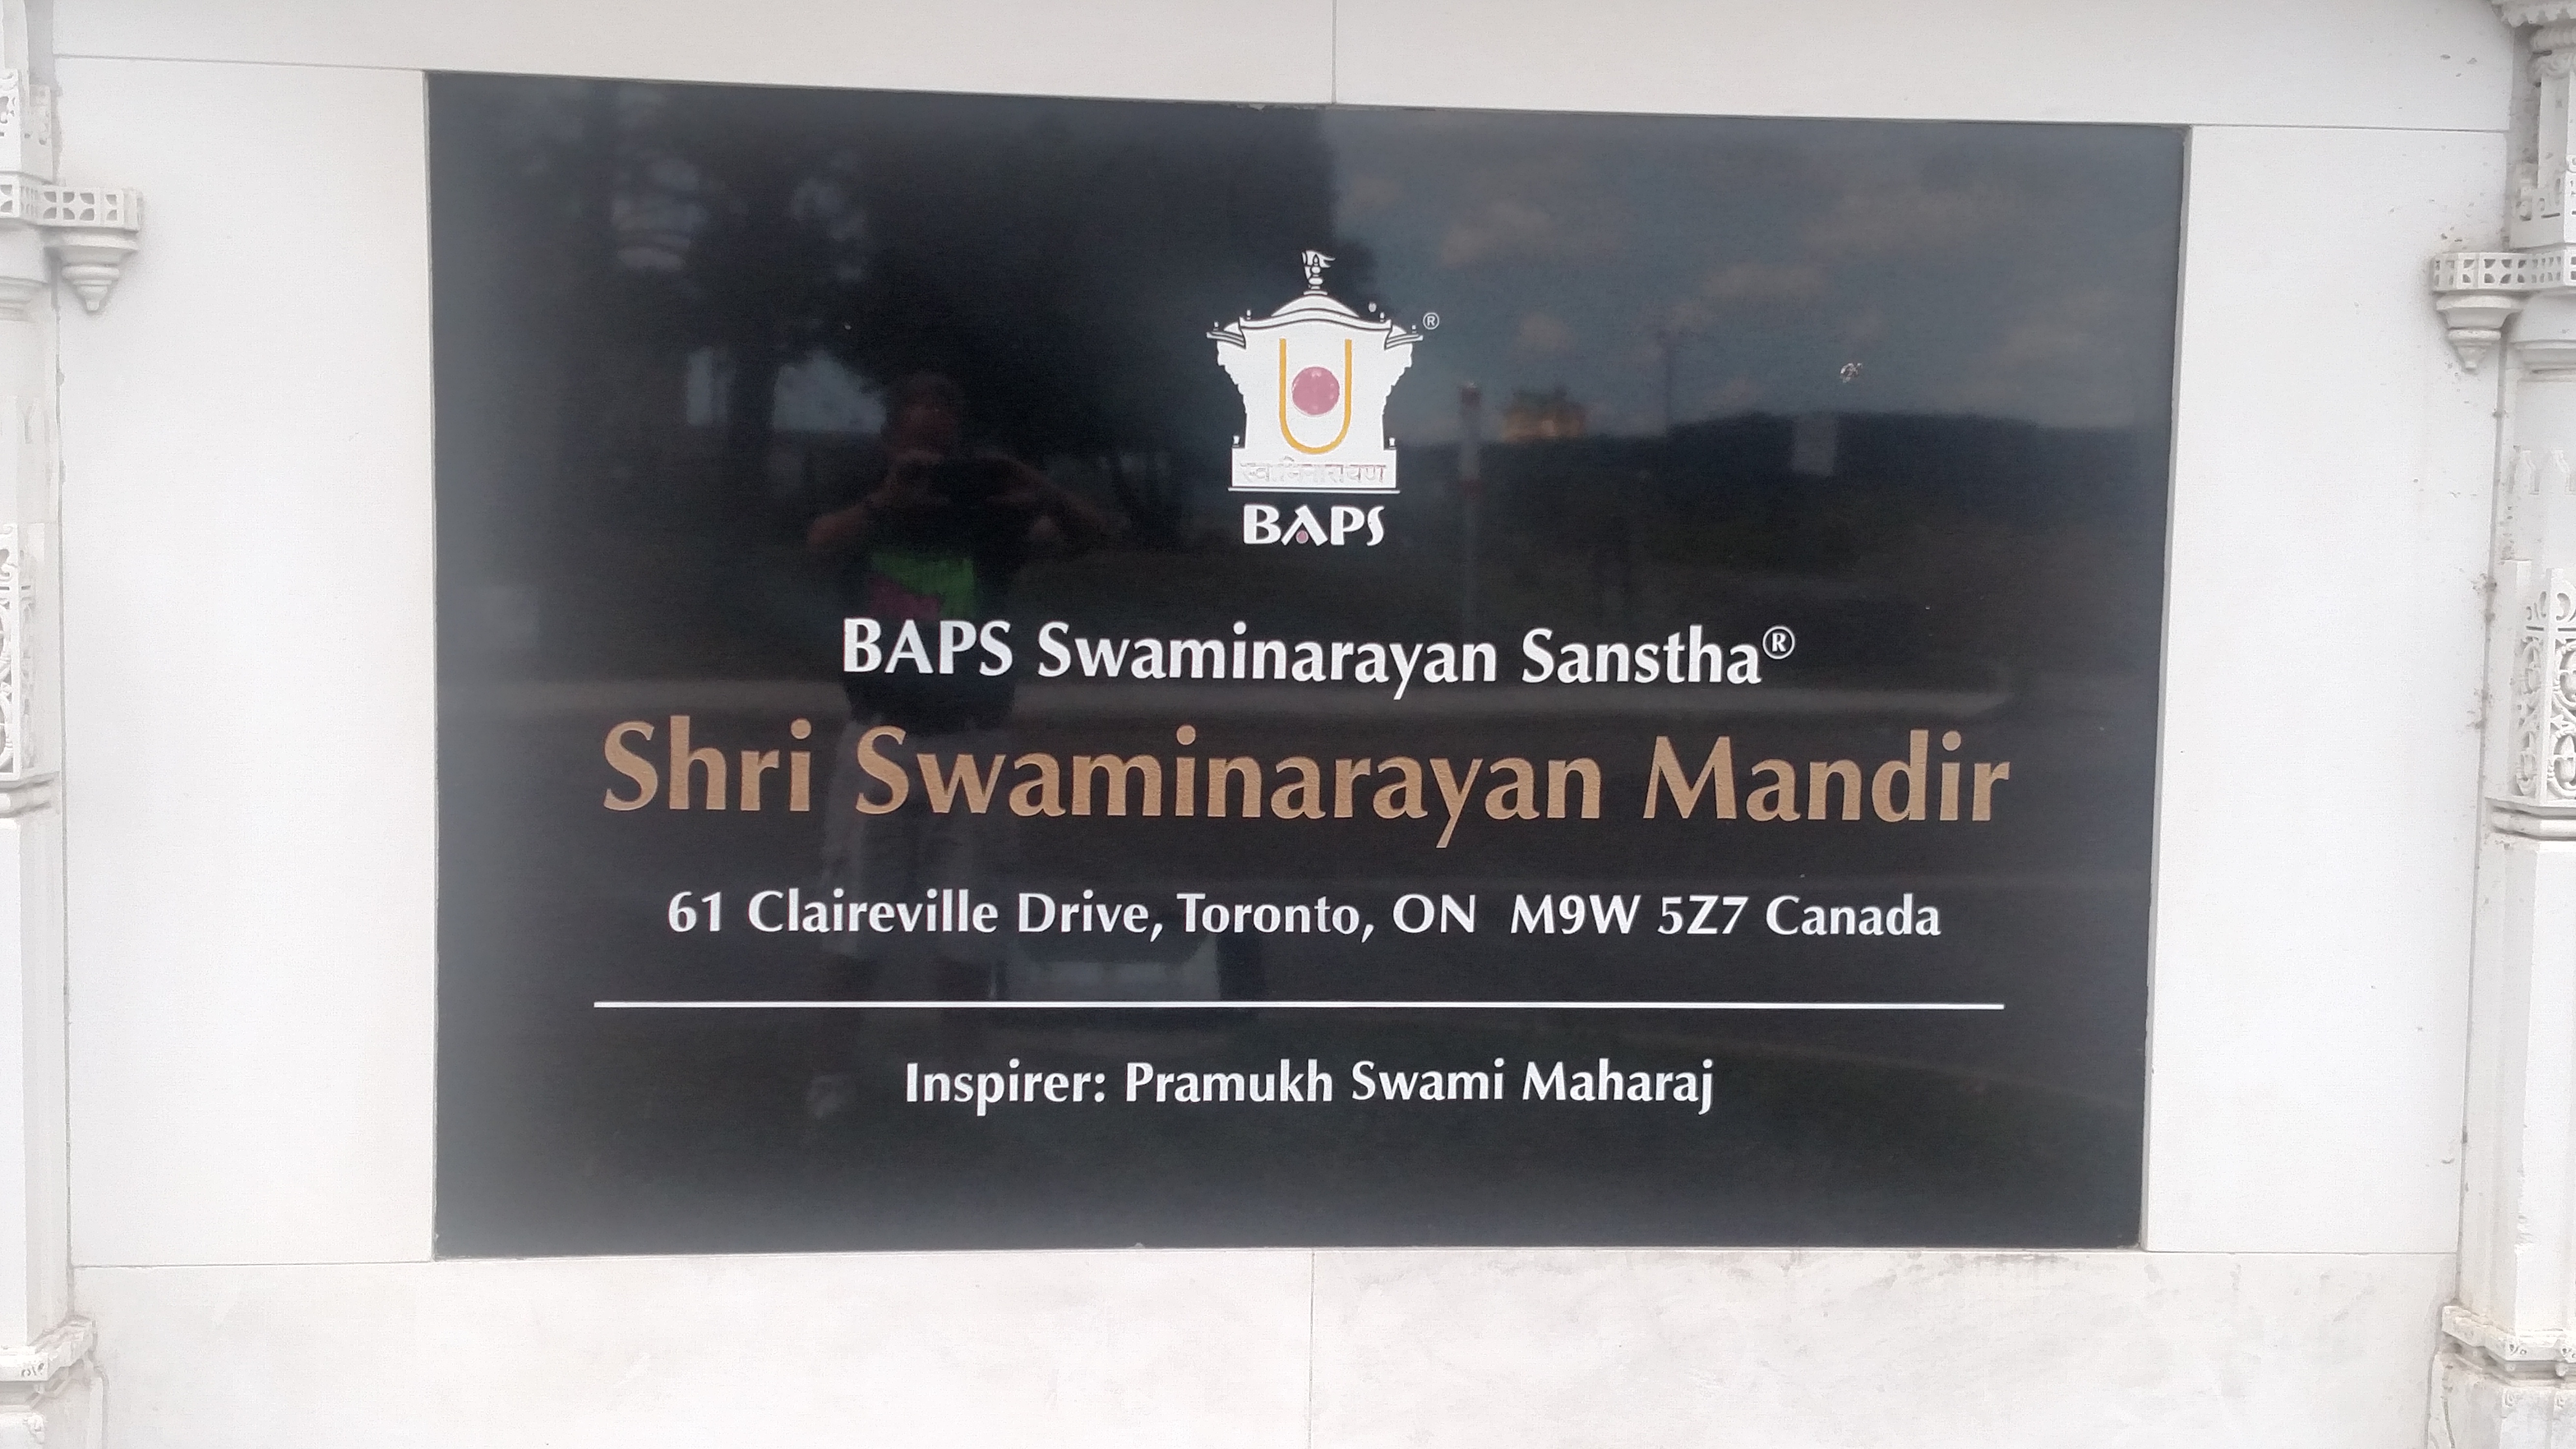 ®
स्वामिनारायण
BAPS
BAPS Swaminarayan Sanstha®
Shri Swaminarayan Mandir
61 Claireville Drive, Toronto, ON M9W 5Z7 Canada
Inspirer: Pramukh Swami Maharaj